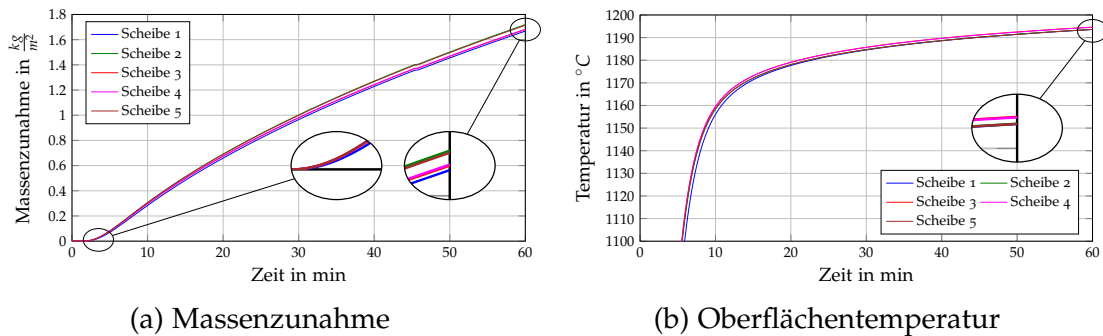 Massenzunahme in kg/m²
1.8
1.6
1.4
1.2
1
0.8
0.6
0.4
0.2
0
0 10 20 30 40 50 60
Zeit in min
Scheibe 1
Scheibe 2
Scheibe 3
Scheibe 4
Scheibe 5
(a) Massenzunahme
Temperatur in °C
1200
1190
1180
1170
1160
1150
1140
1130
1120
1110
1100
0 10 20 30 40 50 60
Zeit in min
Scheibe 1 Scheibe 2
Scheibe 3 Scheibe 4
Scheibe 5
(b) Oberflächentemperatur